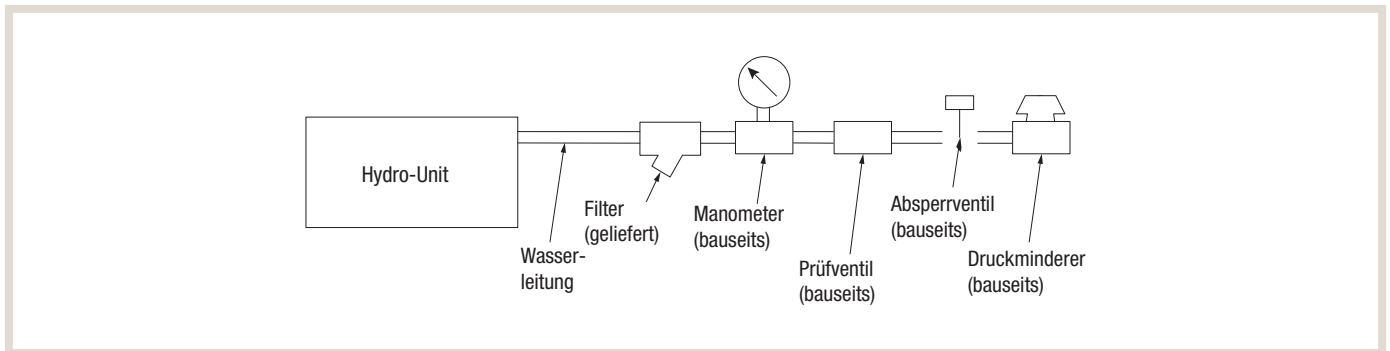 Hydro-Unit
Wasser-
leitung
Filter
(geliefert)
Manometer
(bauseits)
Prüfventil
(bauseits)
Absperrventil
(bauseits)
Druckminderer
(bauseits)